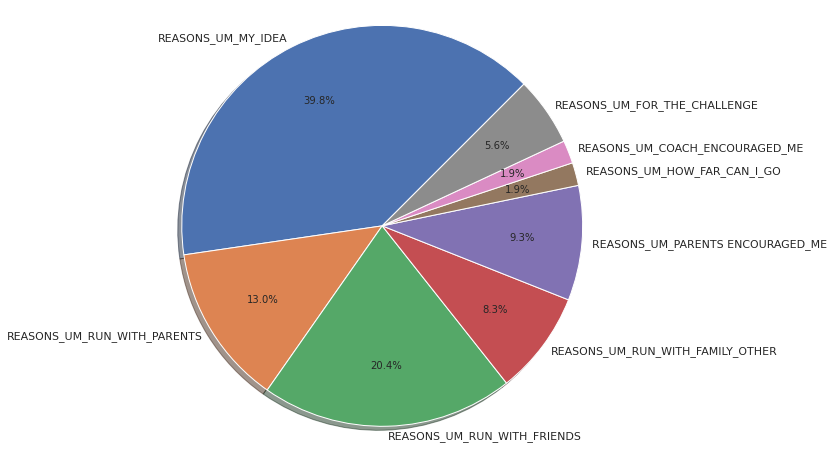 REASONS_UM_MY_IDEA
39.8%
REASONS_UM_FOR_THE_CHALLENGE
5.6%
REASONS_UM_COACH_ENCOURAGED_ME
1.9%
REASONS_UM_HOW_FAR_CAN_I_GO
1.9%
9.3%
REASONS_UM_PARENTS ENCOURAGED_ME
13.0%
8.3%
REASONS_UM_RUN_WITH_PARENTS
REASONS_UM_RUN_WITH_FAMILY_OTHER
20.4%
REASONS_UM_RUN_WITH_FRIENDS